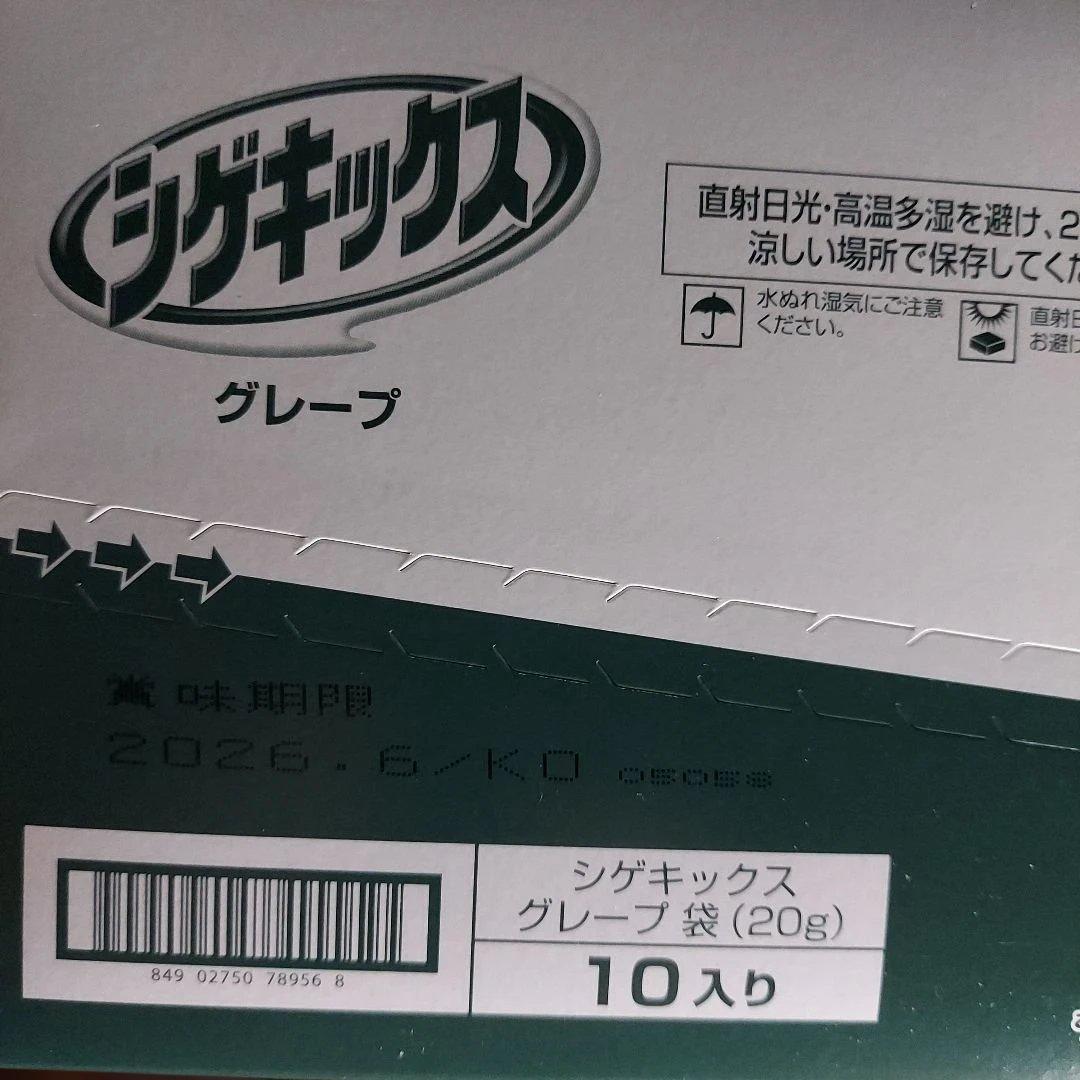 シゲキックス
グレープ
直射日光・高温多湿を避け、2
涼しい場所で保存してくだ
水ぬれ湿気にご注意
ください。
直射日
お避け
賞味期限
2026.6/KO
849 02750 78956 8
シゲキックス
グレープ 袋(20g)
10入り